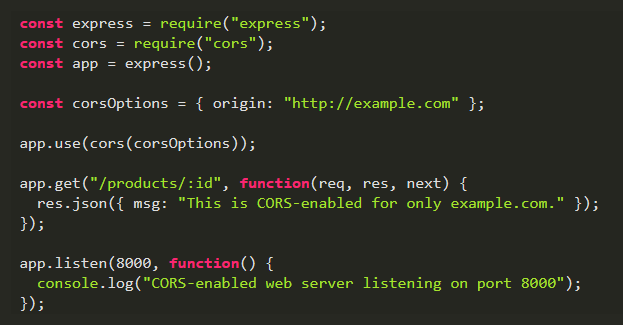 const express = require("express");
const cors = require("cors");
const app = express();
const corsOptions = { origin: "http://example.com" };
app.use(cors(corsOptions));
app.get("/products/:id", function(req, res, next) {
  res.json({ msg: "This is CORS-enabled for only example.com." });
});
app.listen(8000, function() {
  console.log("CORS-enabled web server listening on port 8000");
});